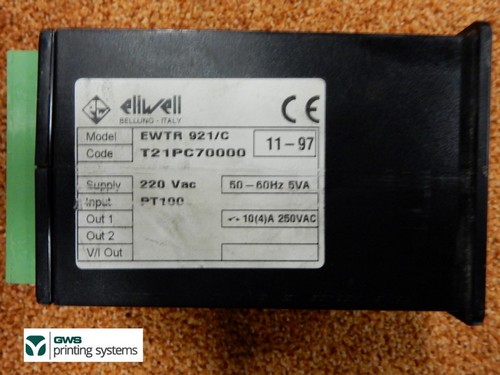 eliwell
BELLUNO - ITALY
Model EWTR 921/C
Code T21PC70000
11-97
Supply 220 Vac 50-60Hz 5VA
Input PT100
Out 1 10(4)A 250VAC
Out 2
V/I Out
CE
GWS
printing systems